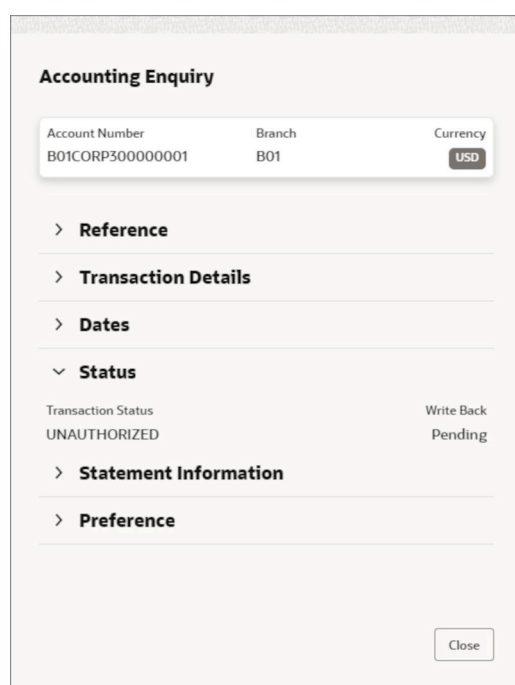 Accounting Enquiry
Account Number Branch Currency
B01CORP300000001 B01 USD
Reference
Transaction Details
Dates
Status
Transaction Status Write Back
UNAUTHORIZED Pending
Statement Information
Preference
Close